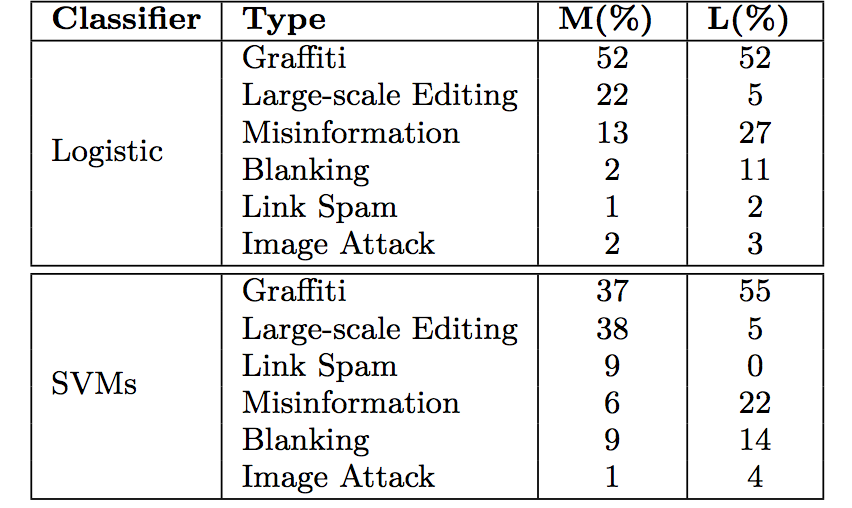 Classifier Type M(%) L(%)
Graffiti 52 52
Large-scale Editing 22 5
Misinformation 13 27
Logistic
Blanking 2 11
Link Spam 1 2
Image Attack 2 3
Graffiti 37 55
Large-scale Editing 38 5
Link Spam 9 0
SVMs
Misinformation 6 22
Blanking 9 14
Image Attack 1 4